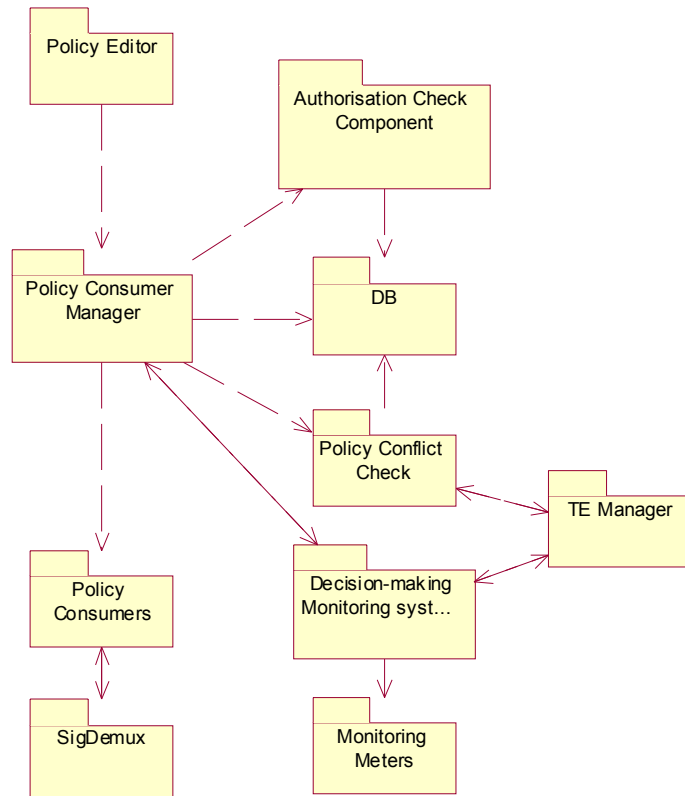 Policy Editor
Authorisation Check
Component
Policy Consumer
Manager
DB
Policy Conflict
Check
TE Manager
Policy
Consumers
Decision-making
Monitoring syst...
SigDemux
Monitoring
Meters